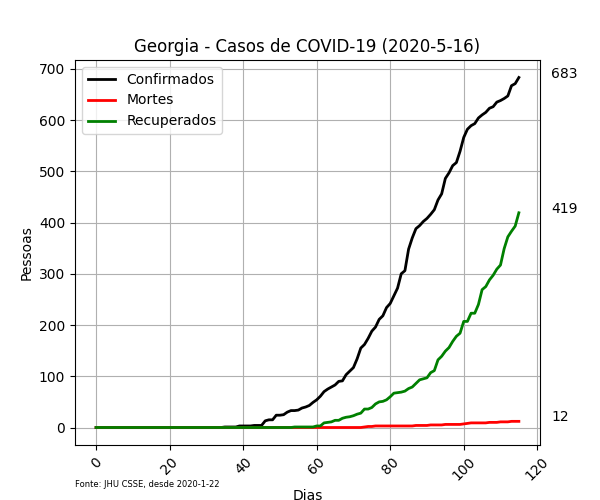 Georgia - Casos de COVID-19 (2020-5-16)
Confirmados
Mortes
Recuperados
700
600
500
400
300
200
100
0
Pessoas
683
419
12
0
20
40
60
80
100
120
Dias
Fonte: JHU CSSE, desde 2020-1-22